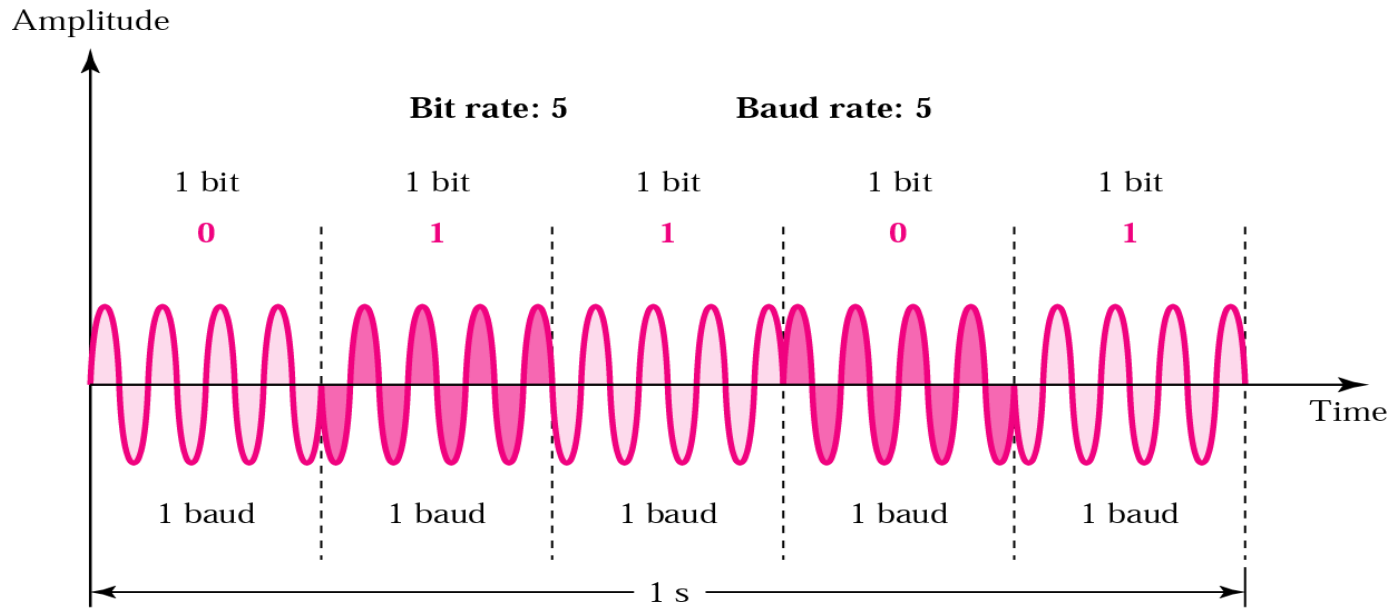 Amplitude
Bit rate: 5 Baud rate: 5
1 bit 1 bit 1 bit 1 bit 1 bit
0 1 1 0 1
Time
1 baud 1 baud 1 baud 1 baud 1 baud
1 s